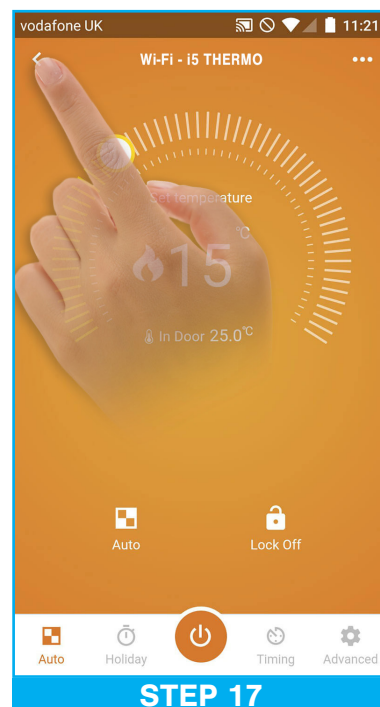 vodafone UK 11:21
Wi-Fi - i5 THERMO
Set temperature
15 °C
In Door 25.0 °C
Auto Lock Off
Auto Holiday Timing Advanced
STEP 17